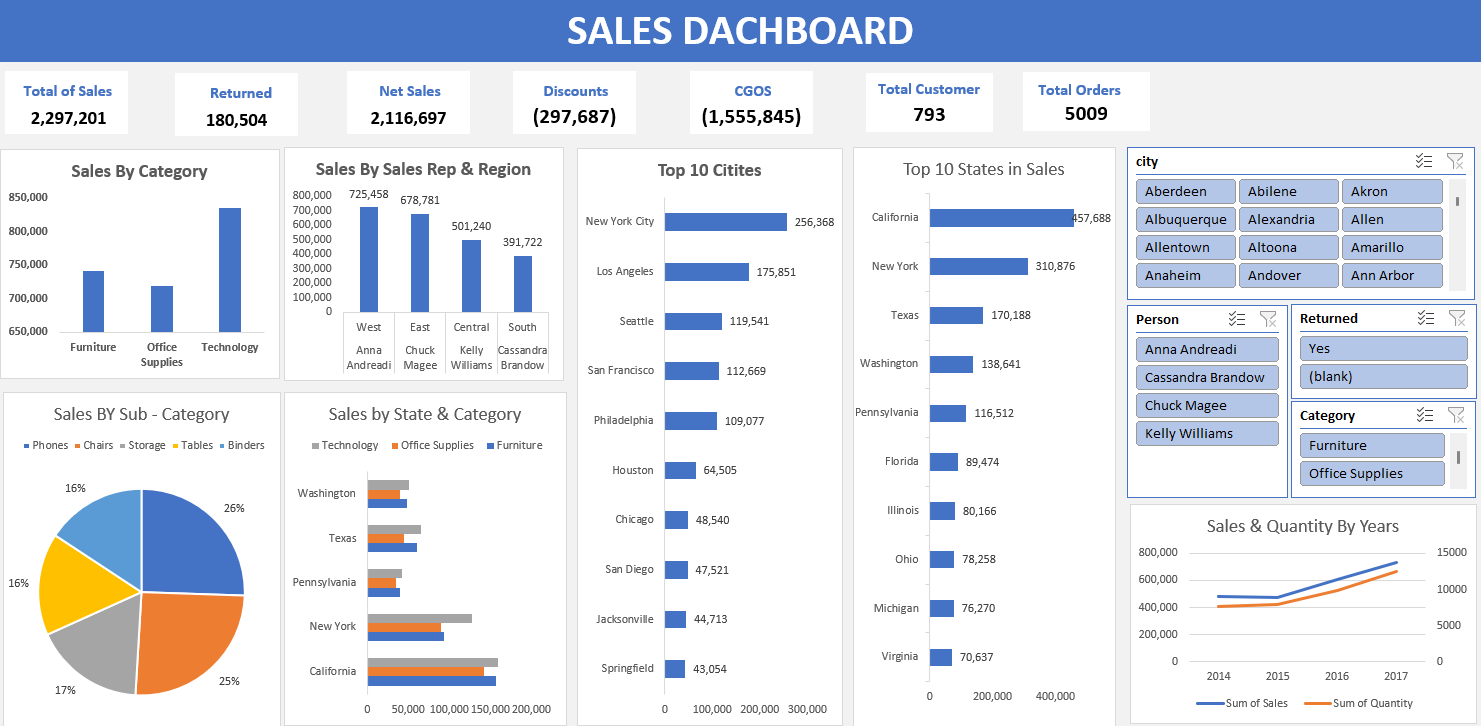 SALES DACHBOARD
Total of Sales
2,297,201
Returned
180,504
Net Sales
2,116,697
Discounts
(297,687)
CGOS
(1,555,845)
Total Customer
793
Total Orders
5009
Sales By Category
850,000
800,000
750,000
700,000
650,000
Furniture
Office
Supplies
Technology
Sales By Sales Rep & Region
800,000
700,000
600,000
500,000
400,000
300,000
200,000
100,000
0
725,458
678,781
501,240
391,722
West
East
Central
South
Anna
Andreadi
Chuck
Magee
Kelly
Williams
Cassandra
Brandow
Top 10 Citites
New York City
256,368
Los Angeles
175,851
Seattle
119,541
San Francisco
112,669
Philadelphia
109,077
Houston
64,505
Chicago
48,540
San Diego
47,521
Jacksonville
44,713
Springfield
43,054
0
100,000
200,000
300,000
Top 10 States in Sales
California
457,688
New York
310,876
Texas
170,188
Washington
138,641
Pennsylvania
116,512
Florida
89,474
Illinois
80,166
Ohio
78,258
Michigan
76,270
Virginia
70,637
0
200,000
400,000
city
Aberdeen
Abilene
Akron
Albuquerque
Alexandria
Allen
Allentown
Altoona
Amarillo
Anaheim
Andover
Ann Arbor
Person
Anna Andreadi
Cassandra Brandow
Chuck Magee
Kelly Williams
Returned
Yes
(blank)
Category
Furniture
Office Supplies
Sales BY Sub - Category
Phones
Chairs
Storage
Tables
Binders
16%
26%
16%
17%
25%
Sales by State & Category
Technology
Office Supplies
Furniture
Washington
Texas
Pennsylvania
New York
California
0
50,000
100,000
150,000
200,000
Sales & Quantity By Years
800,000
600,000
400,000
200,000
0
15000
10000
5000
0
2014
2015
2016
2017
Sum of Sales
Sum of Quantity